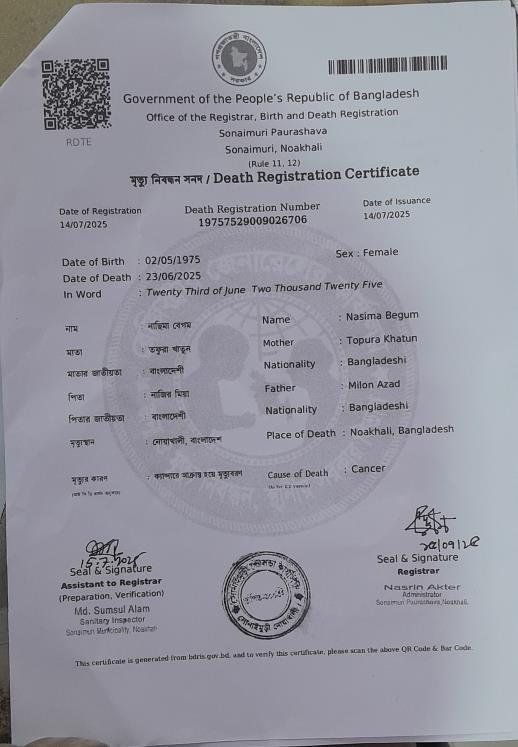 RDTE
Government of the People's Republic of Bangladesh
Office of the Registrar, Birth and Death Registration
Sonaimuri Paurashava
Sonaimuri, Noakhali
(Rule 11, 12)
মৃত্যু নিবন্ধন সনদ / Death Registration Certificate
Date of Registration Death Registration Number Date of Issuance
14/07/2025 19757529009026706 14/07/2025
Date of Birth : 02/05/1975 Sex : Female
Date of Death : 23/06/2025
In Word : Twenty Third of June Two Thousand Twenty Five
নাম : নাছিমা বেগম Name : Nasima Begum
মাতা : তফুরা খাতুন Mother : Topura Khatun
মাতার জাতীয়তা : বাংলাদেশী Nationality : Bangladeshi
পিতা : নাজির মিয়া Father : Milon Azad
পিতার জাতীয়তা : বাংলাদেশী Nationality : Bangladeshi
মৃত্যুস্থান : নোয়াখালী, বাংলাদেশ Place of Death : Noakhali, Bangladesh
মৃত্যুর কারণ : ক্যান্সারে আক্রান্ত হয়ে মৃত্যুবরণ Cause of Death : Cancer
Seal & Signature Seal & Signature
Assistant to Registrar Registrar
(Preparation, Verification) Nasrin Akter
Md. Sumsul Alam Administrator
Sanitary Inspector Sonaimuri Paurashava, Noakhali.
Sonaimuri Municipality, Noakhali
This certificate is generated from bdris.gov.bd, and to verify this certificate, please scan the above QR Code & Bar Code.